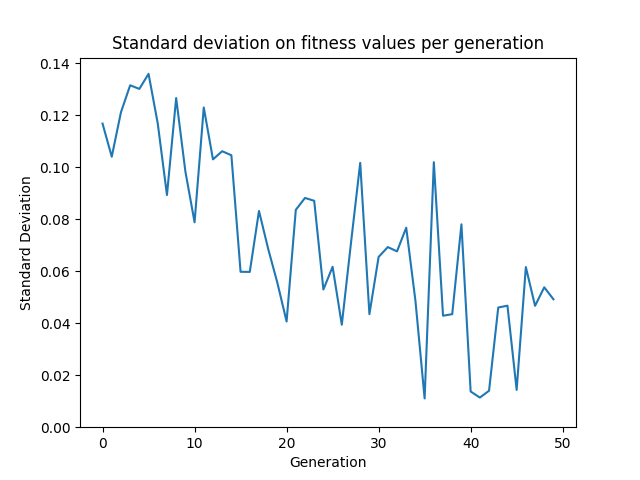 Standard deviation on fitness values per generation
0.14
0.12
0.10
0.08
0.06
0.04
0.02
0.00
Standard Deviation
0 10 20 30 40 50
Generation